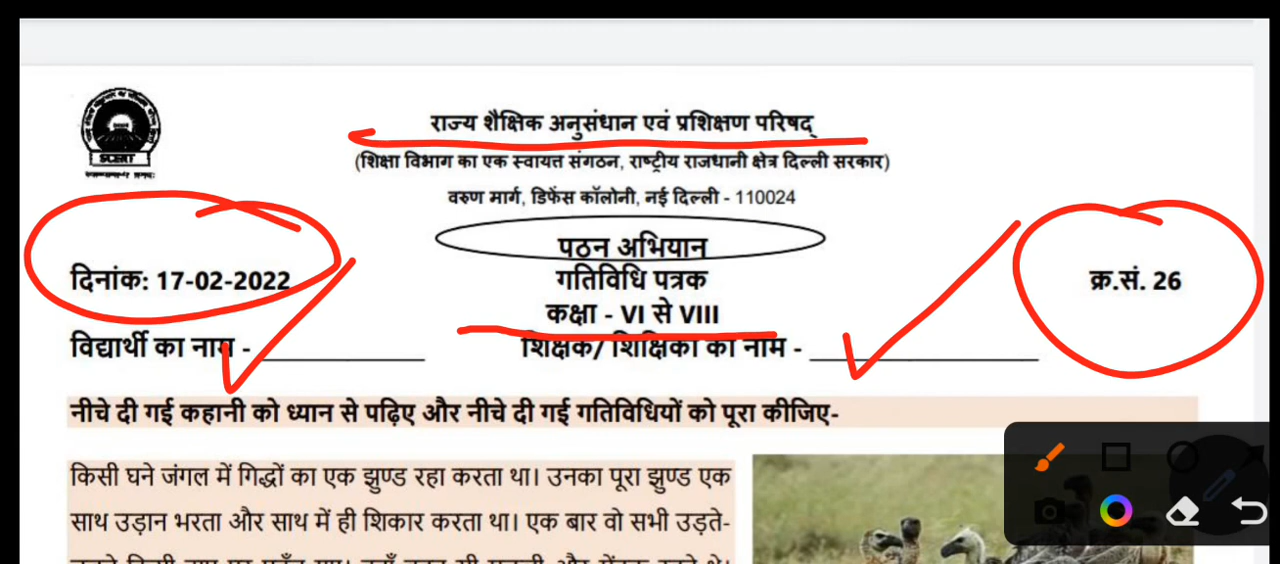 SCERT
राज्य शैक्षिक अनुसंधान एवं प्रशिक्षण परिषद्
(शिक्षा विभाग का एक स्वायत्त संगठन, राष्ट्रीय राजधानी क्षेत्र दिल्ली सरकार)
वरुण मार्ग, डिफेंस कॉलोनी, नई दिल्ली - 110024
पठन अभियान
दिनांक: 17-02-2022 गतिविधि पत्रक क्र.सं. 26
कक्षा - VI से VIII
विद्यार्थी का नाम - शिक्षक/ शिक्षिका का नाम -
नीचे दी गई कहानी को ध्यान से पढ़िए और नीचे दी गई गतिविधियों को पूरा कीजिए-
किसी घने जंगल में गिद्धों का एक झुण्ड रहा करता था। उनका पूरा झुण्ड एक
साथ उड़ान भरता और साथ में ही शिकार करता था। एक बार वो सभी उड़ते-